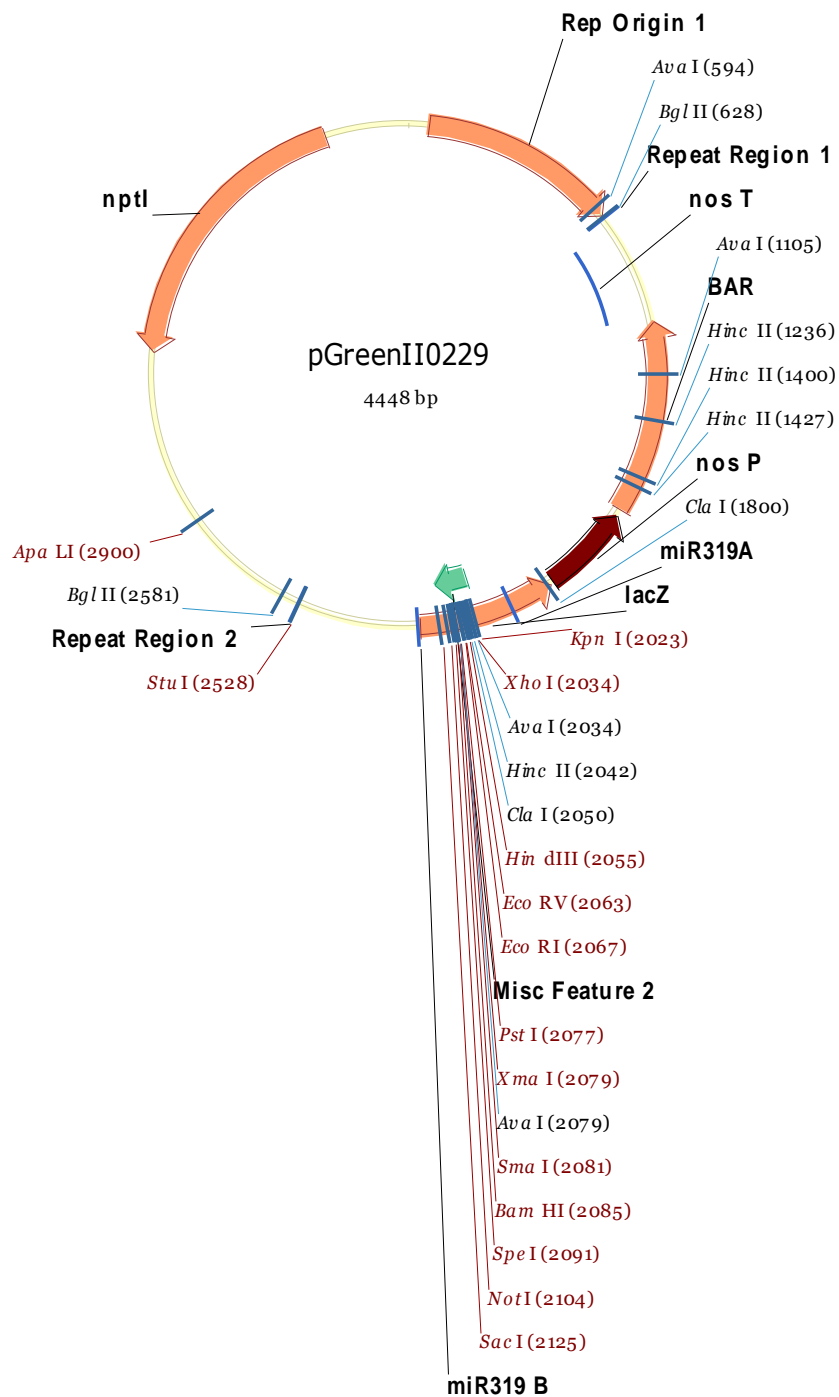 Rep Origin 1
Ava I (594)
Bgl II (628)
Repeat Region 1
nptI
nos T
Ava I (1105)
BAR
Hinc II (1236)
pGreenII0229
Hinc II (1400)
4448 bp
Hinc II (1427)
nos P
Cla I (1800)
Apa LI (2900)
miR319A
Bgl II (2581)
lacZ
Repeat Region 2
Kpn I (2023)
Stu I (2528)
Xho I (2034)
Ava I (2034)
Hinc II (2042)
Cla I (2050)
Hin dIII (2055)
Eco RV (2063)
Eco RI (2067)
Misc Feature 2
Pst I (2077)
Xma I (2079)
Ava I (2079)
Sma I (2081)
Bam HI (2085)
Spe I (2091)
Not I (2104)
Sac I (2125)
miR319 B